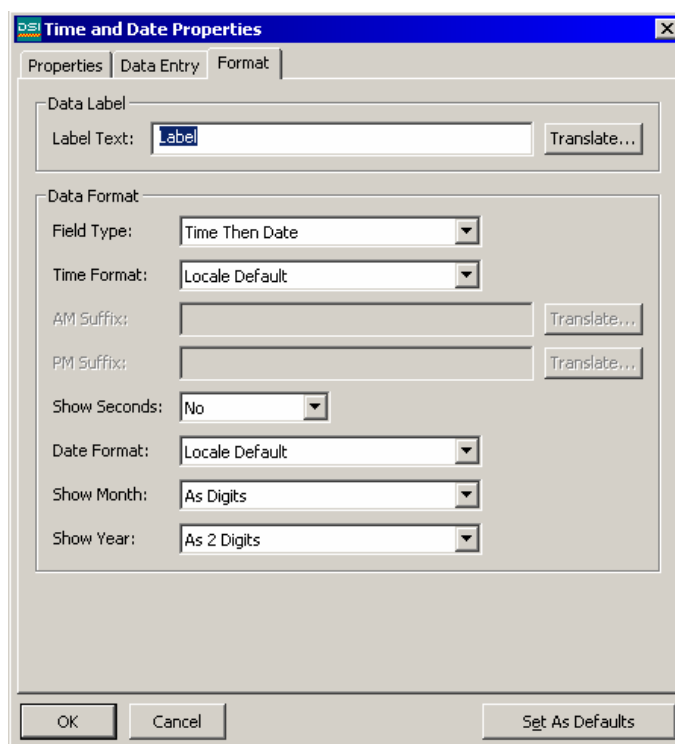 DSI Time and Date Properties
Properties Data Entry Format
Data Label
Label Text: Label Translate...
Data Format
Field Type: Time Then Date
Time Format: Locale Default
AM Suffix: Translate...
PM Suffix: Translate...
Show Seconds: No
Date Format: Locale Default
Show Month: As Digits
Show Year: As 2 Digits
OK Cancel Set As Defaults